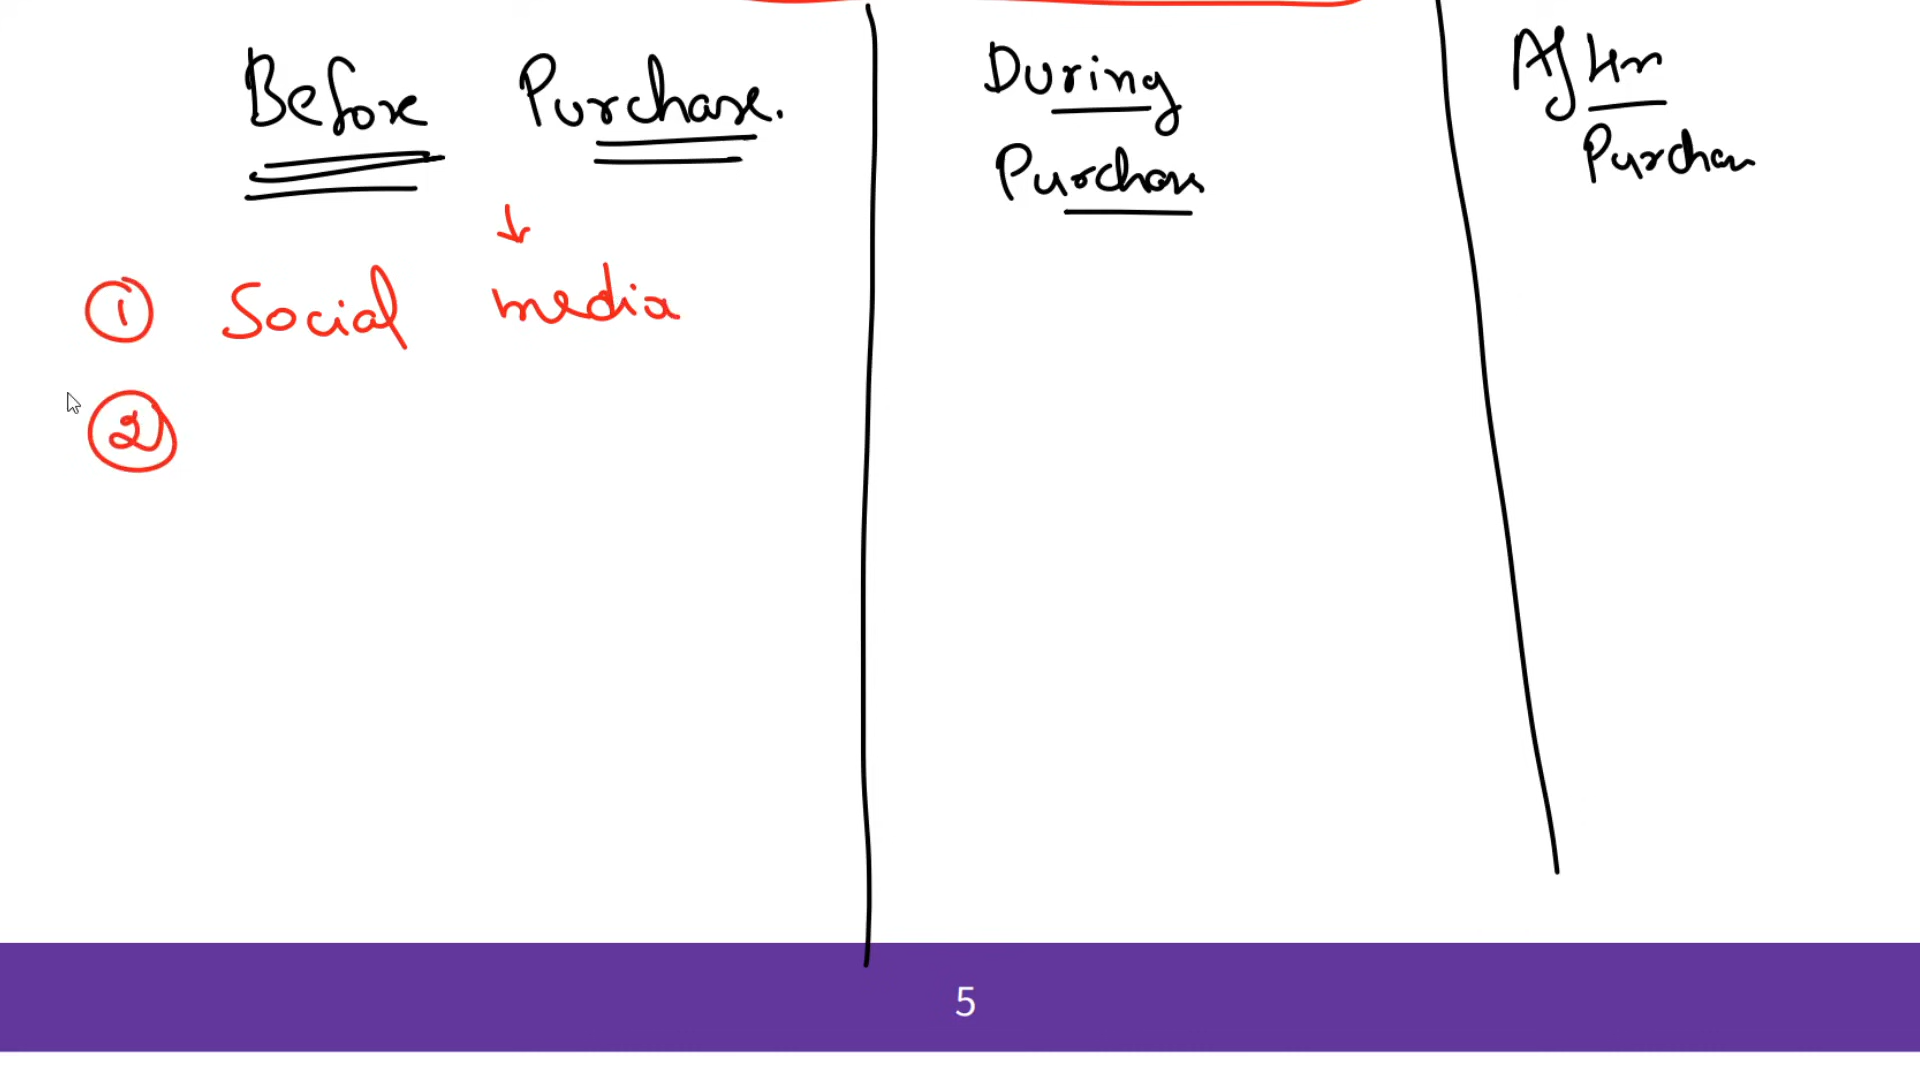 Before Purchase.
During
Purchase
After
Purchase
① Social media
②
5